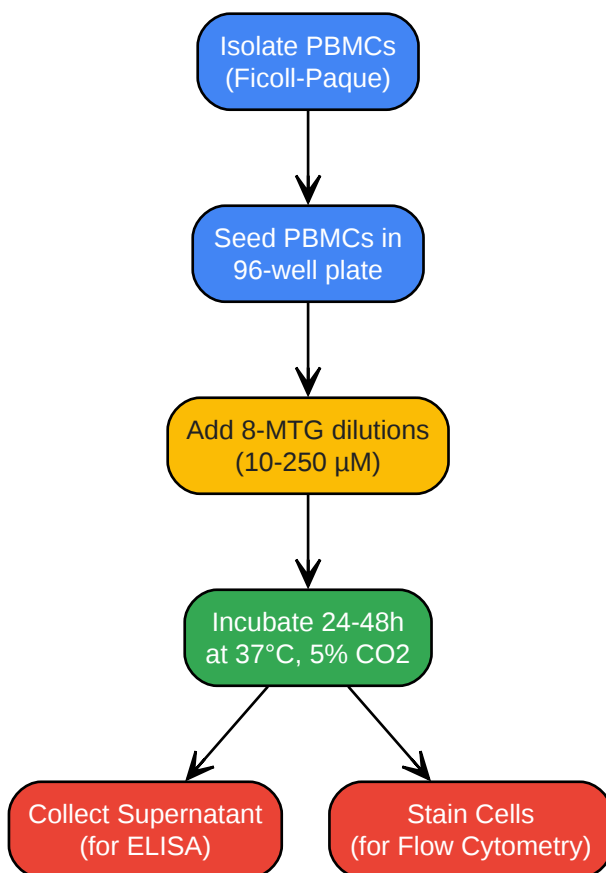 Isolate PBMCs
(Ficoll-Paque)
Seed PBMCs in
96-well plate
Add 8-MTG dilutions
(10-250 µM)
Incubate 24-48h
at 37°C, 5% CO2
Collect Supernatant
(for ELISA)
Stain Cells
(for Flow Cytometry)